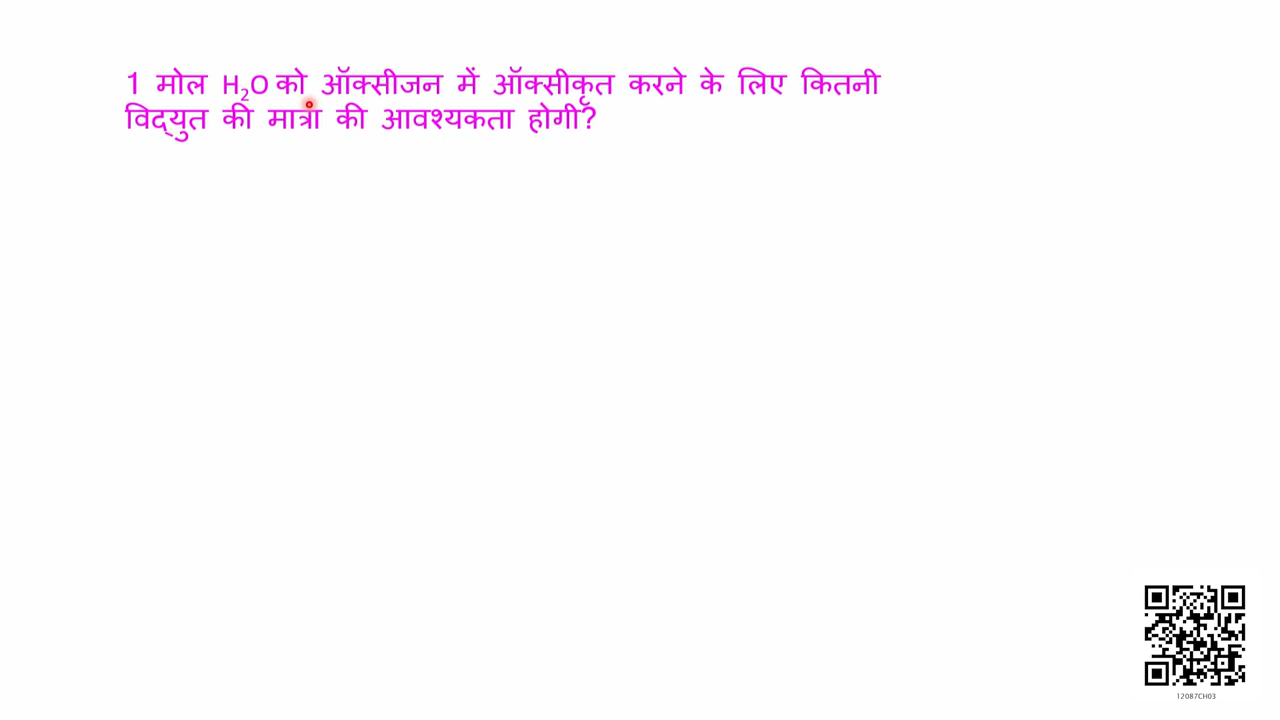 1 मोल H₂O को ऑक्सीजन में ऑक्सीकृत करने के लिए कितनी
विद्युत की मात्रा की आवश्यकता होगी?
12087CH03